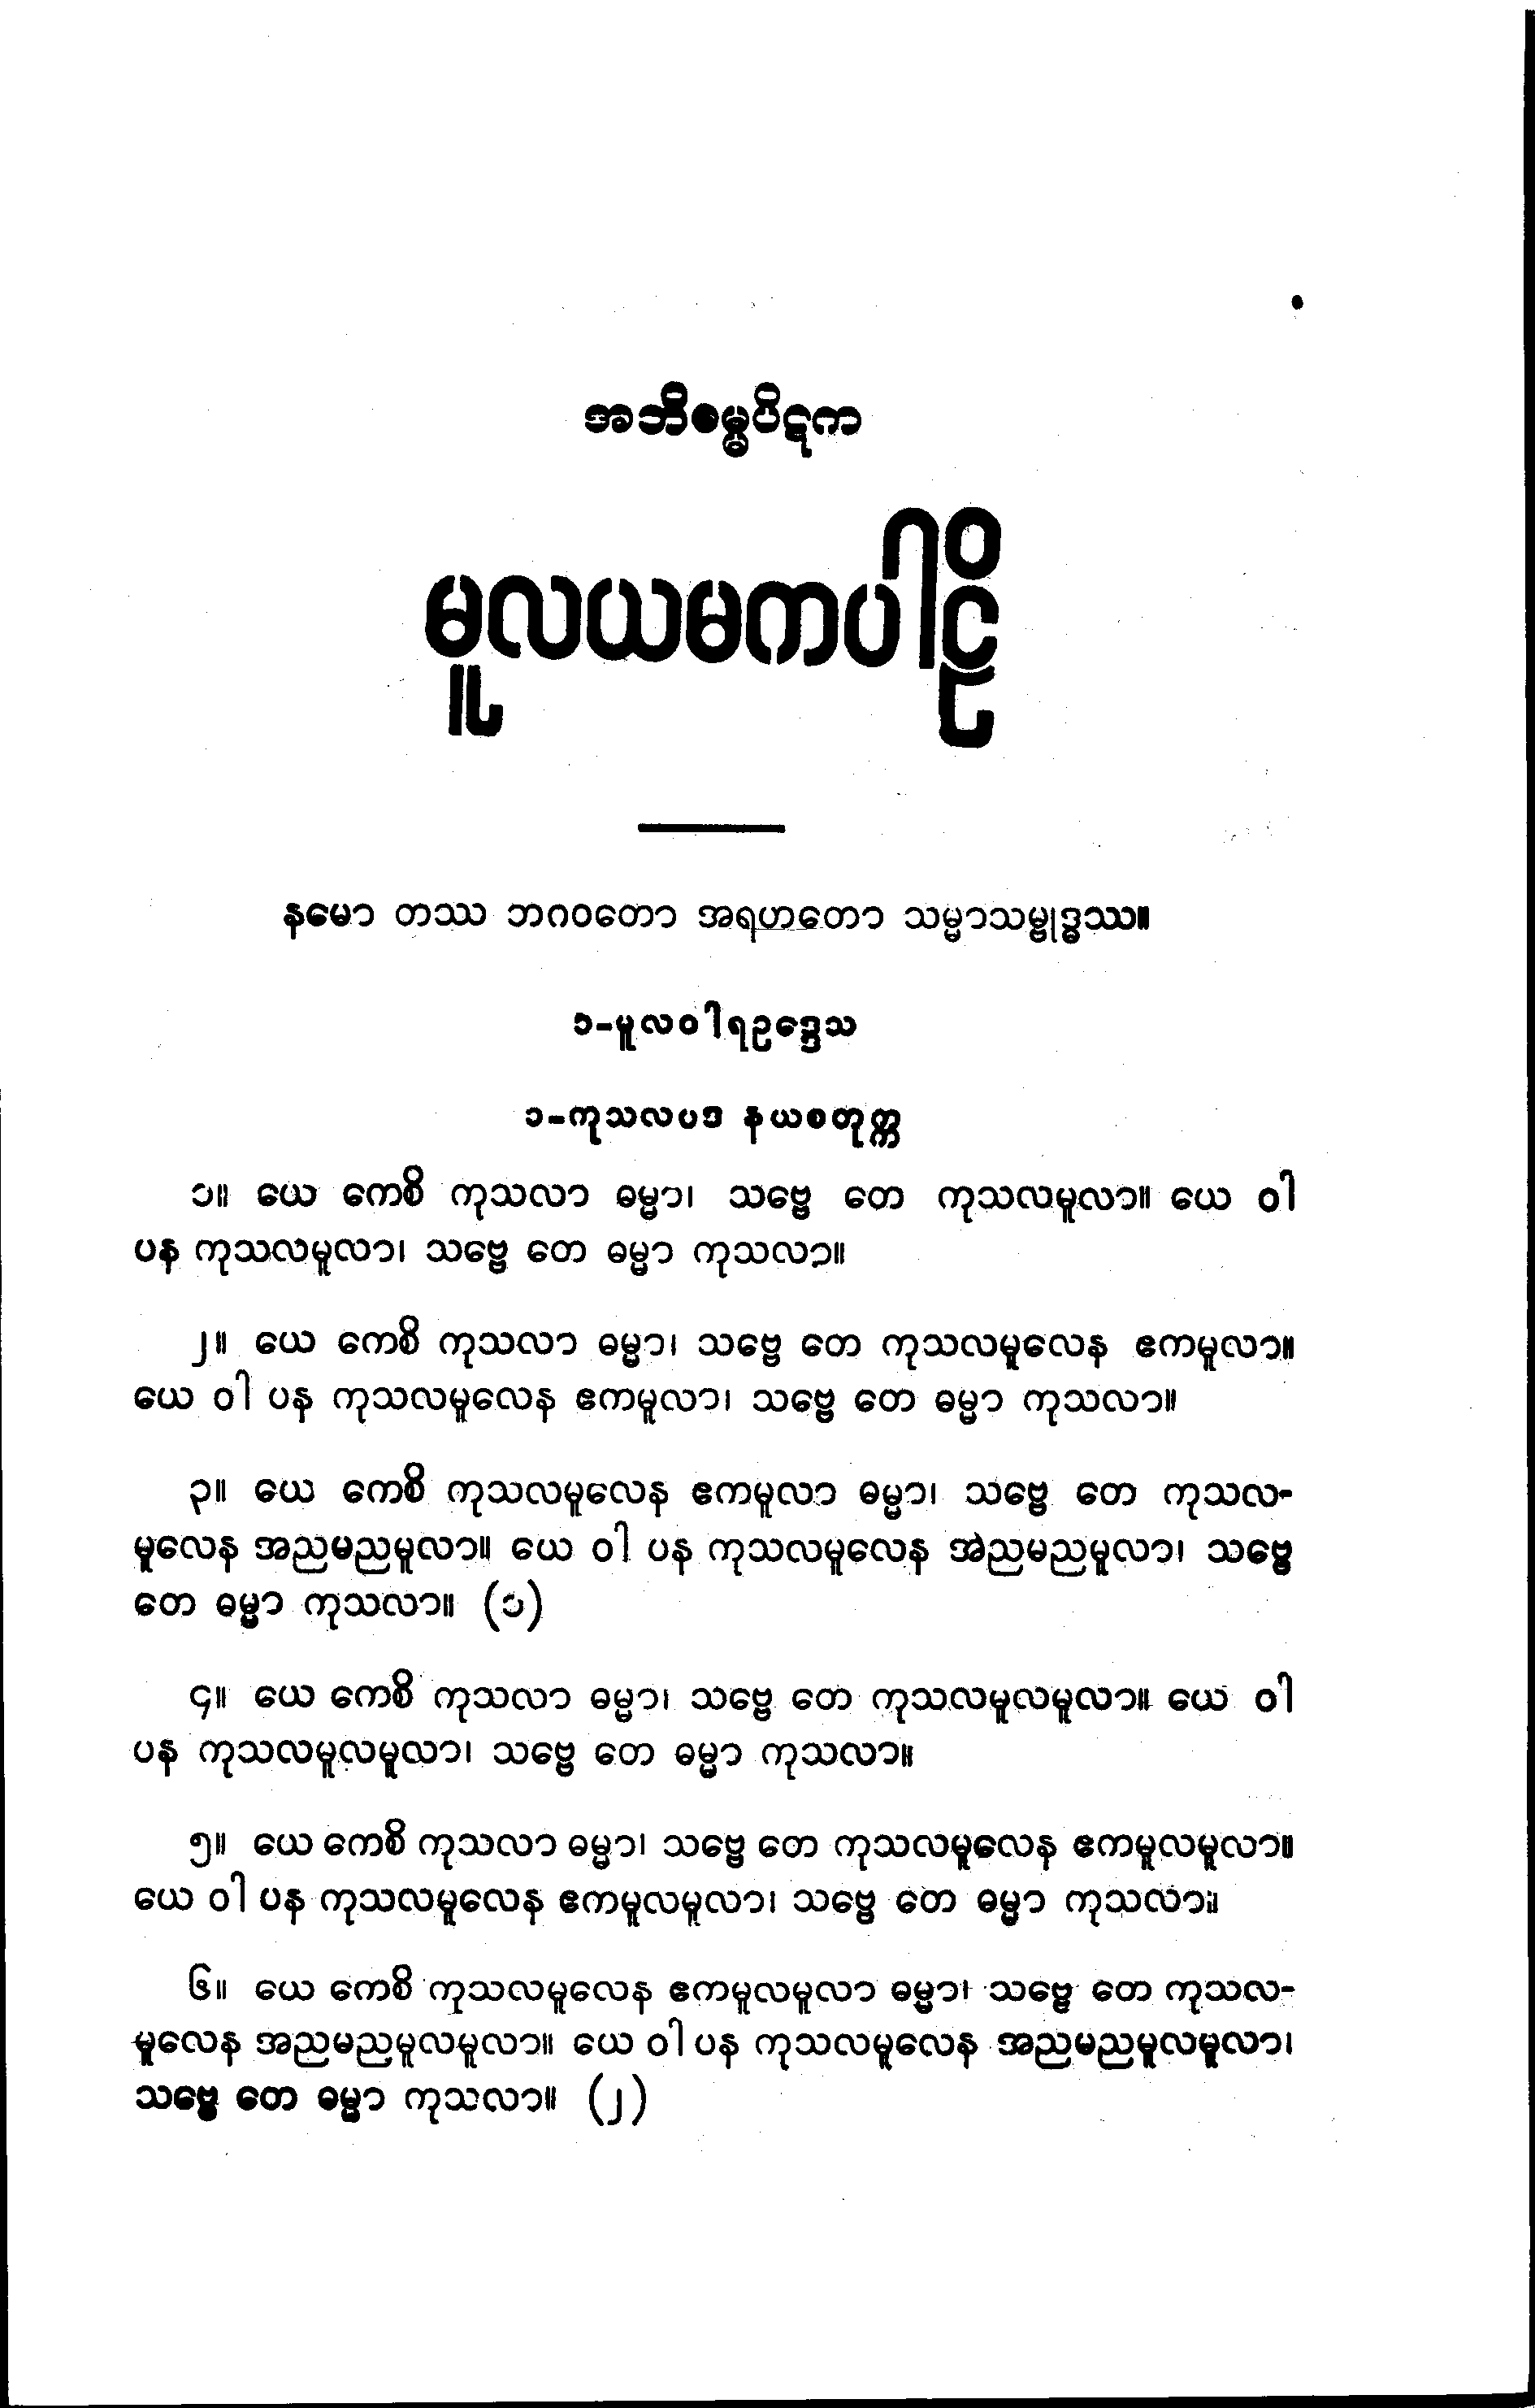 အဘိဓမ္မပိဋက
မူလယမကပါဠိ
နမော တဿ ဘဂဝတော အရဟတော သမ္မာသမ္ဗုဒ္ဓဿ။
၁-မူလဝါရဥဒ္ဒေသ
၁-ကုသလပဒ နယစတုက္က
၁။ ယေ ကေစိ ကုသလာ ဓမ္မာ၊ သဗ္ဗေ တေ ကုသလမူလာ။ ယေ ဝါ
ပန ကုသလမူလာ၊ သဗ္ဗေ တေ ဓမ္မာ ကုသလာ။
၂။ ယေ ကေစိ ကုသလာ ဓမ္မာ၊ သဗ္ဗေ တေ ကုသလမူလေန ဧကမူလာ။
ယေ ဝါ ပန ကုသလမူလေန ဧကမူလာ၊ သဗ္ဗေ တေ ဓမ္မာ ကုသလာ။
၃။ ယေ ကေစိ ကုသလမူလေန ဧကမူလာ ဓမ္မာ၊ သဗ္ဗေ တေ ကုသလ-
မူလေန အညမညမူလာ။ ယေ ဝါ ပန ကုသလမူလေန အညမညမူလာ၊ သဗ္ဗေ
တေ ဓမ္မာ ကုသလာ။ (၁)
၄။ ယေ ကေစိ ကုသလာ ဓမ္မာ၊ သဗ္ဗေ တေ ကုသလမူလမူလာ။ ယေ ဝါ
ပန ကုသလမူလမူလာ၊ သဗ္ဗေ တေ ဓမ္မာ ကုသလာ။
၅။ ယေ ကေစိ ကုသလာ ဓမ္မာ၊ သဗ္ဗေ တေ ကုသလမူလေန ဧကမူလမူလာ။
ယေ ဝါ ပန ကုသလမူလေန ဧကမူလမူလာ၊ သဗ္ဗေ တေ ဓမ္မာ ကုသလာ။
၆။ ယေ ကေစိ ကုသလမူလေန ဧကမူလမူလာ ဓမ္မာ၊ သဗ္ဗေ တေ ကုသလ-
မူလေန အညမညမူလမူလာ။ ယေ ဝါ ပန ကုသလမူလေန အညမညမူလမူလာ၊
သဗ္ဗေ တေ ဓမ္မာ ကုသလာ။ (၂)